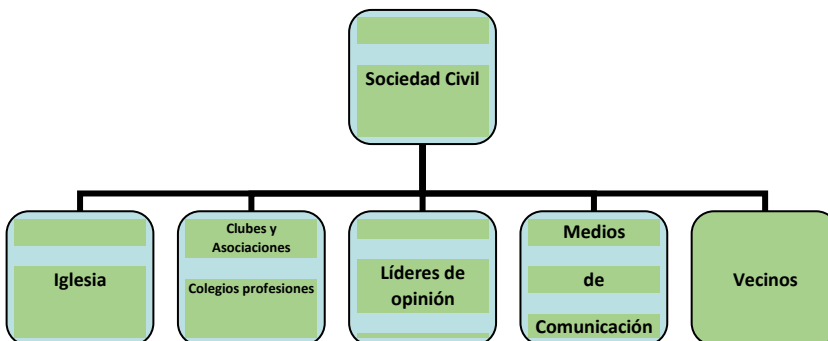 Sociedad Civil
Iglesia
Clubes y
Asociaciones
Colegios profesiones
Líderes de
opinión
Medios
de
Comunicación
Vecinos